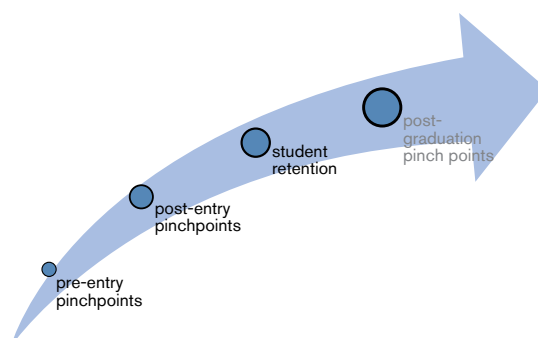 pre-entry
pinchpoints
post-entry
pinchpoints
student
retention
post-
graduation
pinch points